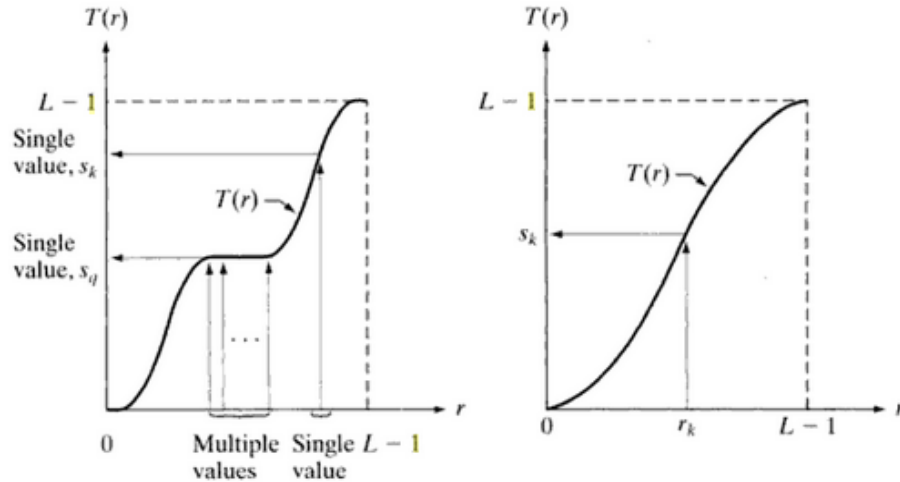 T(r)
L − 1
Single
value, s_k
T(r)
Single
value, s_q
...
0
Multiple
values
Single
value
L − 1
r
T(r)
L − 1
T(r)
s_k
0
r_k
L − 1
r